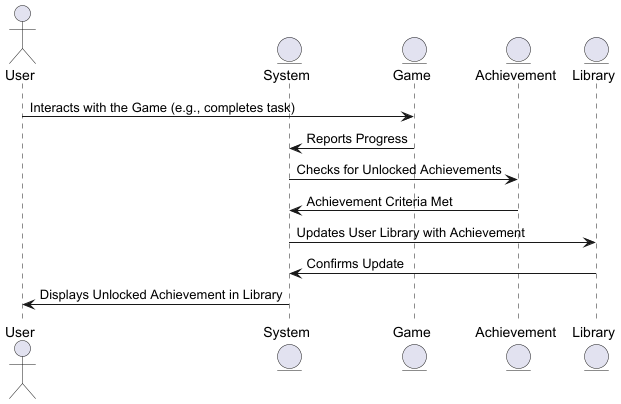 User
System
Game
Achievement
Library
Interacts with the Game (e.g., completes task)
Reports Progress
Checks for Unlocked Achievements
Achievement Criteria Met
Updates User Library with Achievement
Confirms Update
Displays Unlocked Achievement in Library
User
System
Game
Achievement
Library